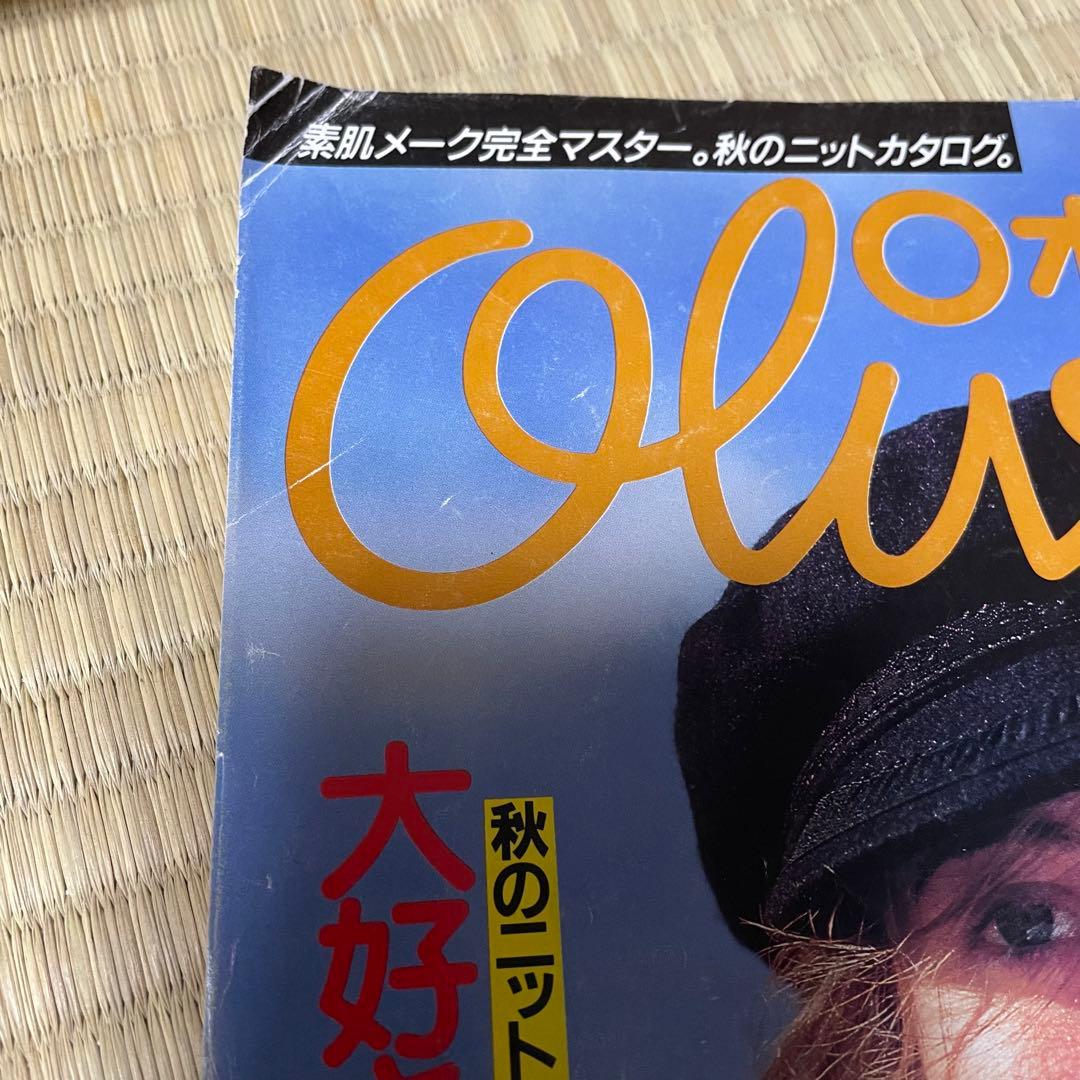 素肌メーク完全マスター。秋のニットカタログ。
Oliv
大好
秋のニット